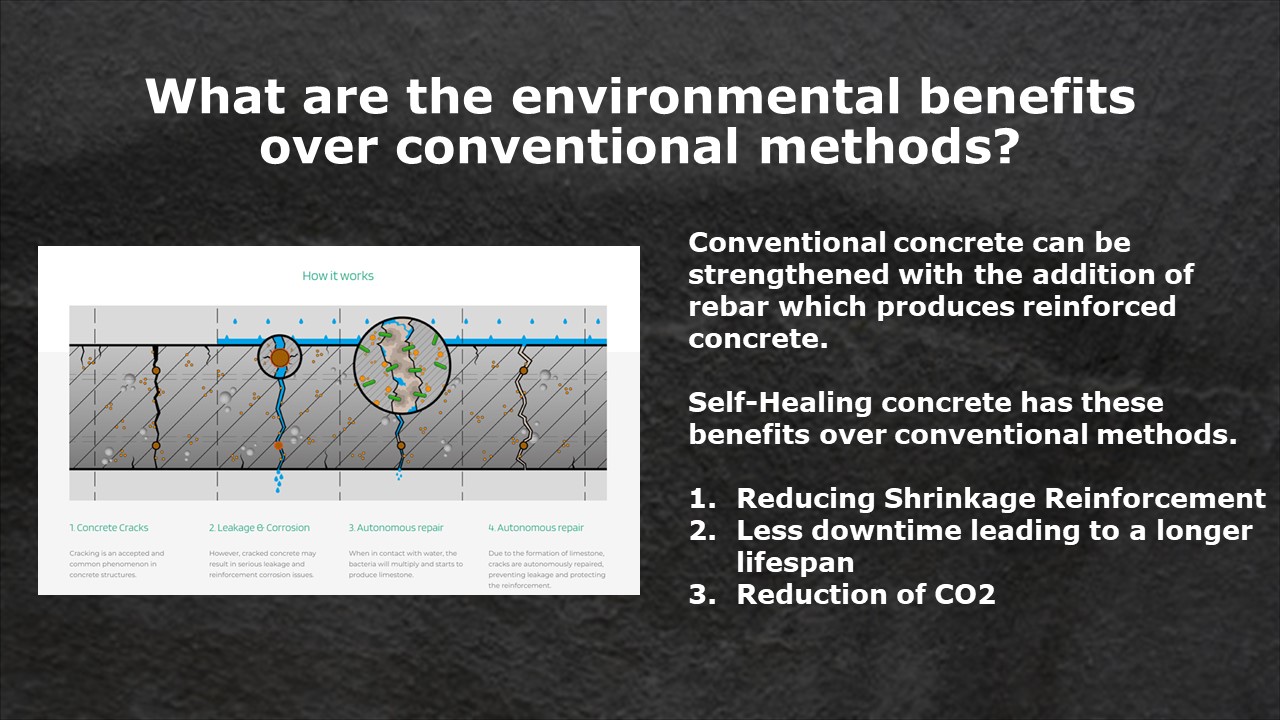 What are the environmental benefits
over conventional methods?
How it works
1. Concrete Cracks
Cracking is an accepted and
common phenomenon in
concrete structures.
2. Leakage & Corrosion
However, cracked concrete may
result in serious leakage and
reinforcement corrosion issues.
3. Autonomous repair
When in contact with water, the
bacteria will multiply and starts to
produce limestone.
4. Autonomous repair
Due to the formation of limestone,
cracks are autonomously repaired,
preventing leakage and protecting
the reinforcement.
Conventional concrete can be
strengthened with the addition of
rebar which produces reinforced
concrete.
Self-Healing concrete has these
benefits over conventional methods.
1. Reducing Shrinkage Reinforcement
2. Less downtime leading to a longer
lifespan
3. Reduction of CO2